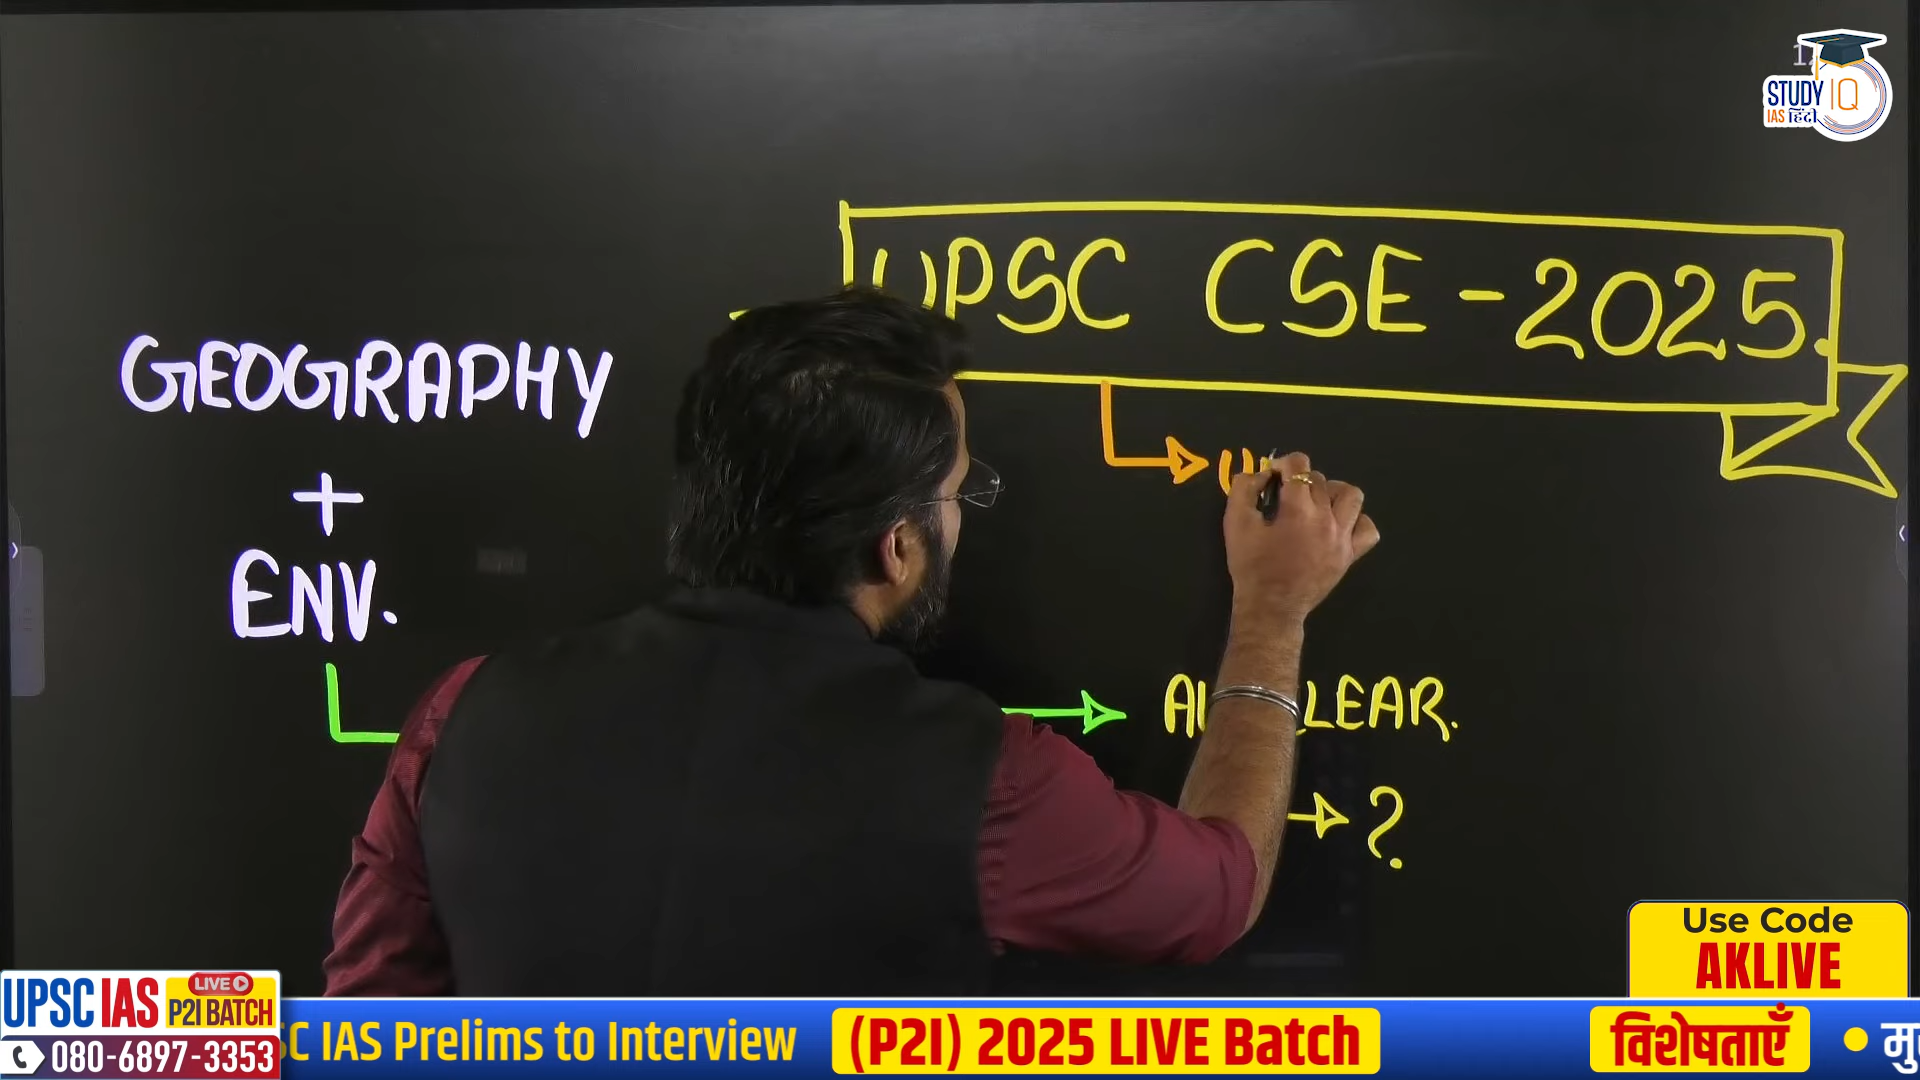 STUDY IQ
IAS हिंदी
UPSC CSE - 2025.
GEOGRAPHY
+
ENV.
LEAR.
?
Use Code
AKLIVE
UPSC IAS LIVE
P2I BATCH
080-6897-3353
IAS Prelims to Interview (P2I) 2025 LIVE Batch विशेषताएँ •